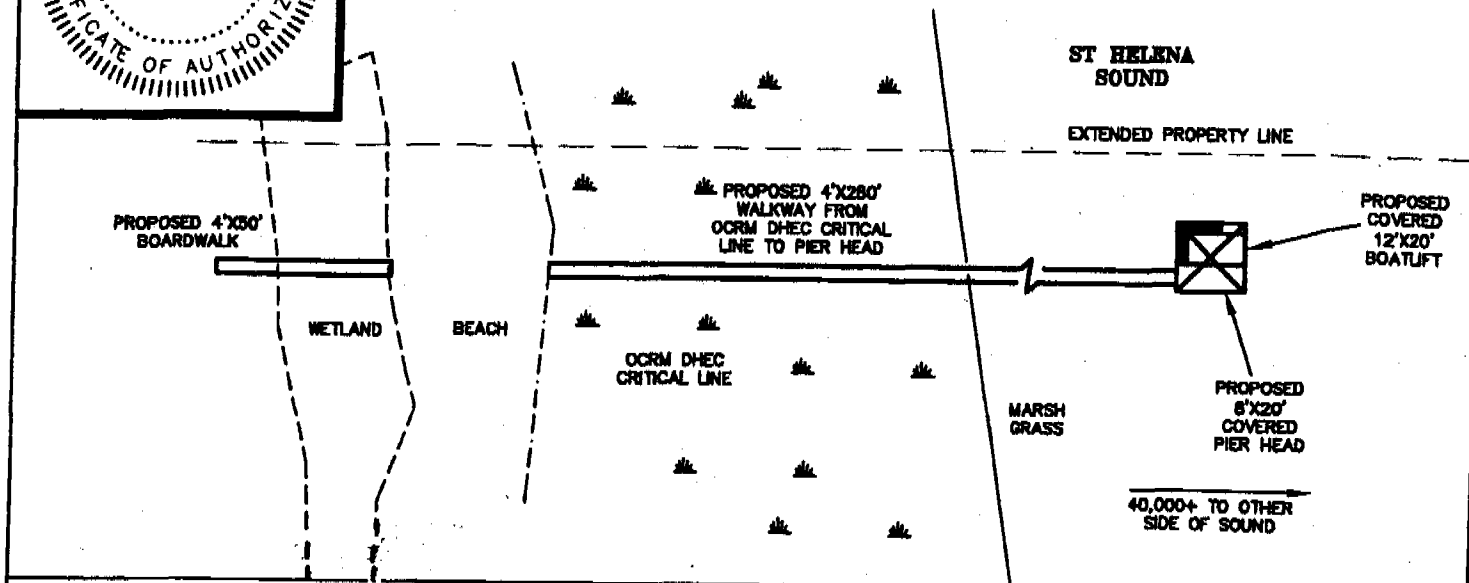 FICATE OF AUTHORIZ
ST HELENA
SOUND
EXTENDED PROPERTY LINE
PROPOSED 4'X50'
BOARDWALK
PROPOSED 4'X280'
WALKWAY FROM
OCRM DHEC CRITICAL
LINE TO PIER HEAD
PROPOSED
COVERED
12'X20'
BOATLIFT
WETLAND
BEACH
OCRM DHEC
CRITICAL LINE
MARSH
GRASS
PROPOSED
8'X20'
COVERED
PIER HEAD
40,000+ TO OTHER
SIDE OF SOUND